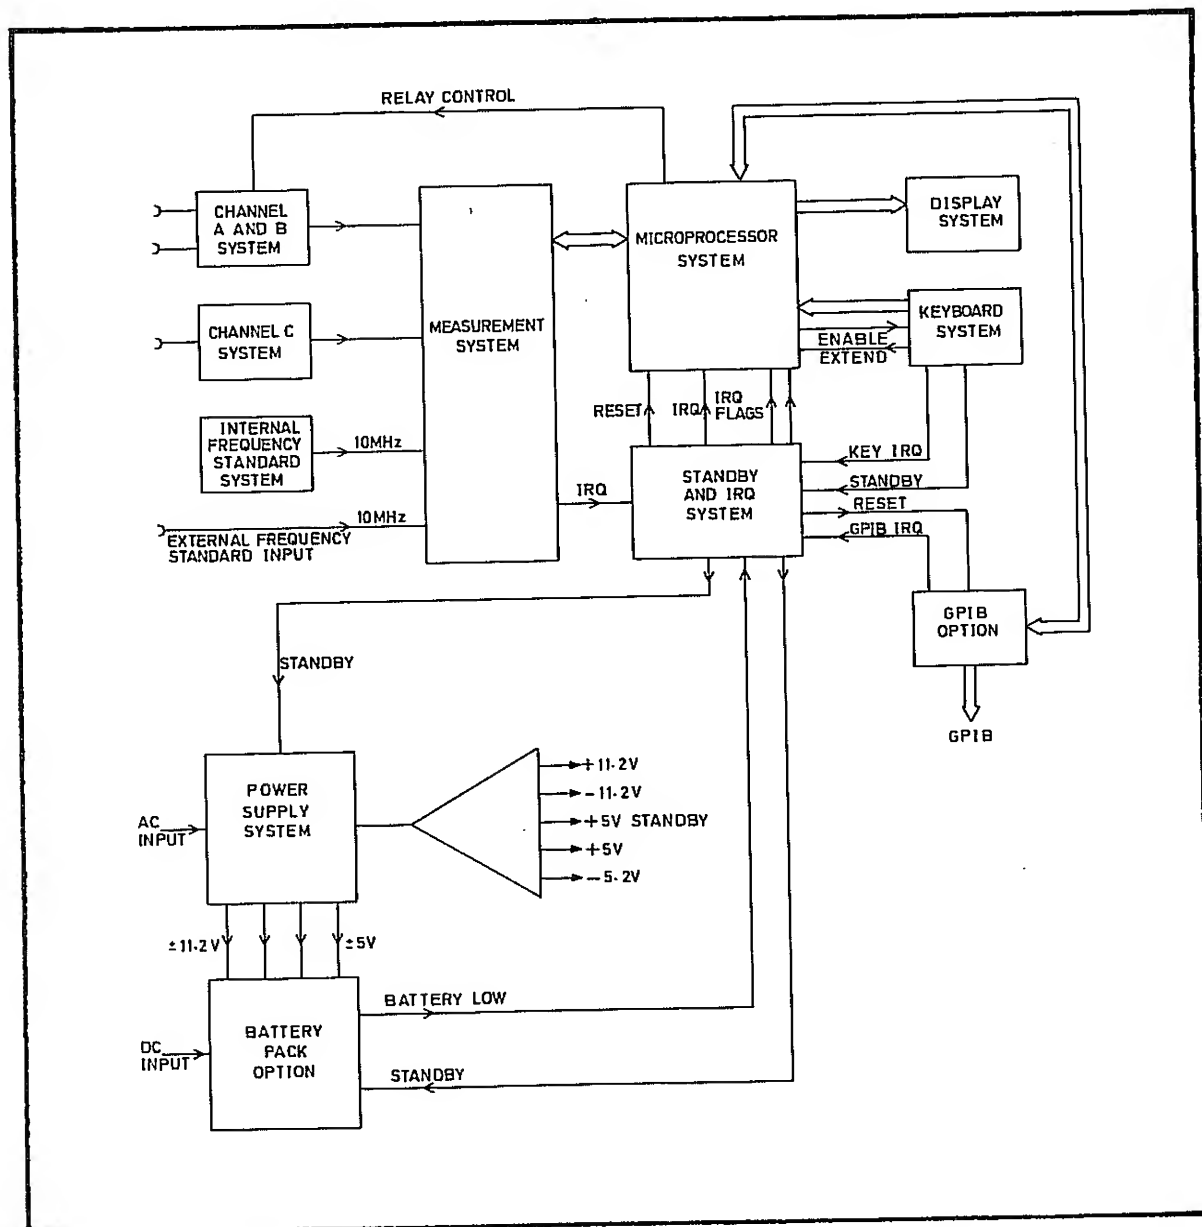 RELAY CONTROL
CHANNEL
A AND B
SYSTEM
MICROPROCESSOR
SYSTEM
DISPLAY
SYSTEM
CHANNEL C
SYSTEM
MEASUREMENT
SYSTEM
KEYBOARD
SYSTEM
ENABLE
EXTEND
RESET
IRQ
IRQ
FLAGS
INTERNAL
FREQUENCY
STANDARD
SYSTEM
10MHz
KEY IRQ
STANDBY
RESET
GPIB IRQ
IRQ
STANDBY
AND IRQ
SYSTEM
10MHz
EXTERNAL FREQUENCY
STANDARD INPUT
GPIB
OPTION
GPIB
STANDBY
POWER
SUPPLY
SYSTEM
AC
INPUT
+11.2V
-11.2V
+5V STANDBY
+5V
-5.2V
±11.2V
±5V
BATTERY LOW
BATTERY
PACK
OPTION
DC
INPUT
STANDBY